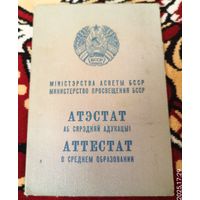 МІНІСТЭРСТВА АСВЕТЫ БССР
МИНИСТЕРСТВО ПРОСВЕЩЕНИЯ БССР
АТЭСТАТ
АБ СЯРЭДНЯЙ АДУКАЦЫІ
АТТЕСТАТ
О СРЕДНЕМ ОБРАЗОВАНИИ